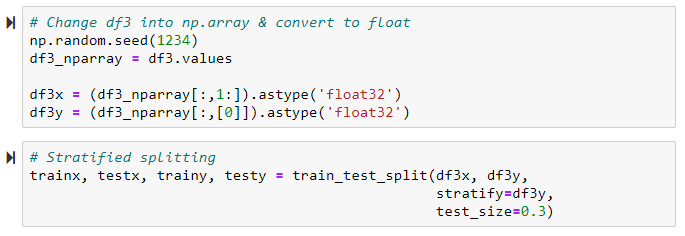 # Change df3 into np.array & convert to float
np.random.seed(1234)
df3_nparray = df3.values
df3x = (df3_nparray[:,1:]).astype('float32')
df3y = (df3_nparray[:,[0]]).astype('float32')
# Stratified splitting
trainx, testx, trainy, testy = train_test_split(df3x, df3y,
stratify=df3y,
test_size=0.3)